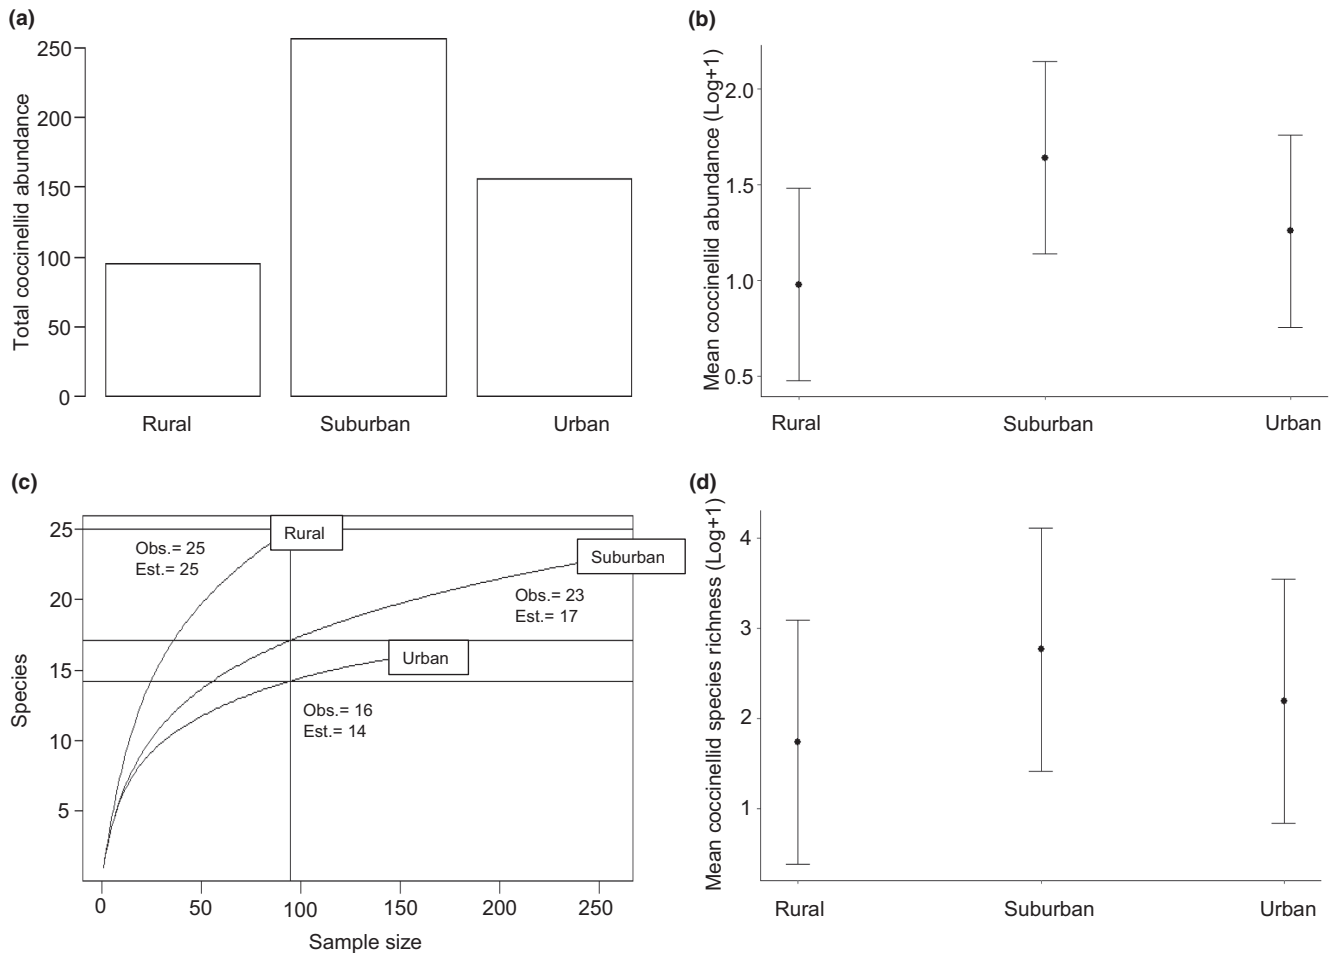 (a)
Total coccinellid abundance
250
200
150
100
50
0
Rural
Suburban
Urban
(b)
Mean coccinellid abundance (Log+1)
2.0
1.5
1.0
0.5
Rural
Suburban
Urban
(c)
Species
25
20
15
10
5
Rural
Obs.= 25
Est.= 25
Suburban
Obs.= 23
Est.= 17
Urban
Obs.= 16
Est.= 14
0
50
100
150
200
250
Sample size
(d)
Mean coccinellid species richness (Log+1)
4
3
2
1
Rural
Suburban
Urban